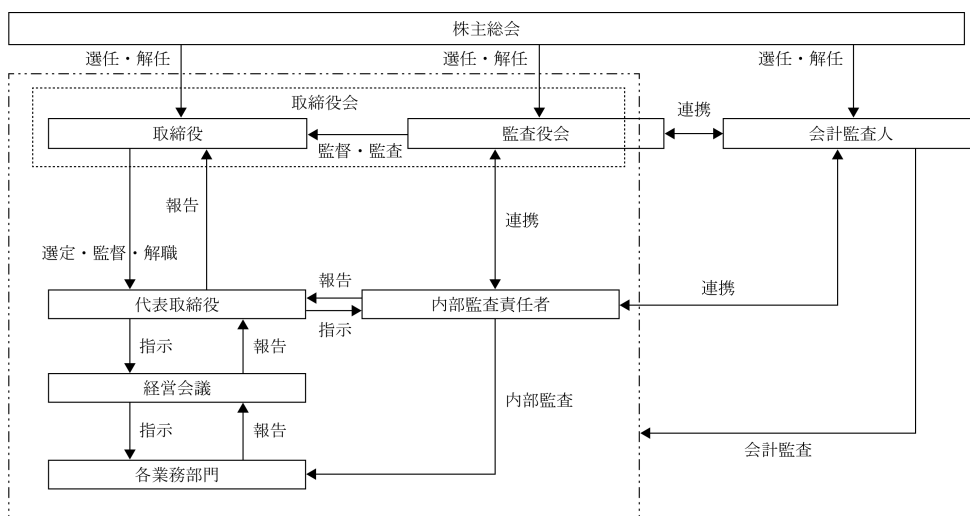 株主総会
選任・解任
選任・解任
選任・解任
取締役会
取締役
監査役会
連携
会計監査人
監督・監査
報告
連携
選定・監督・解職
報告
連携
代表取締役
内部監査責任者
指示
指示
報告
経営会議
内部監査
指示
報告
会計監査
各業務部門